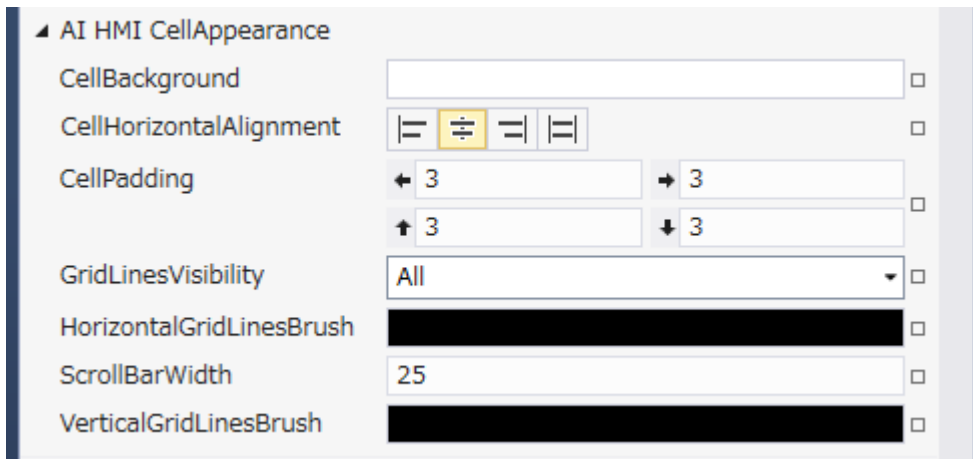 AI HMI CellAppearance
CellBackground
CellHorizontalAlignment
CellPadding 3 3
3 3
GridLinesVisibility All
HorizontalGridLinesBrush
ScrollBarWidth 25
VerticalGridLinesBrush